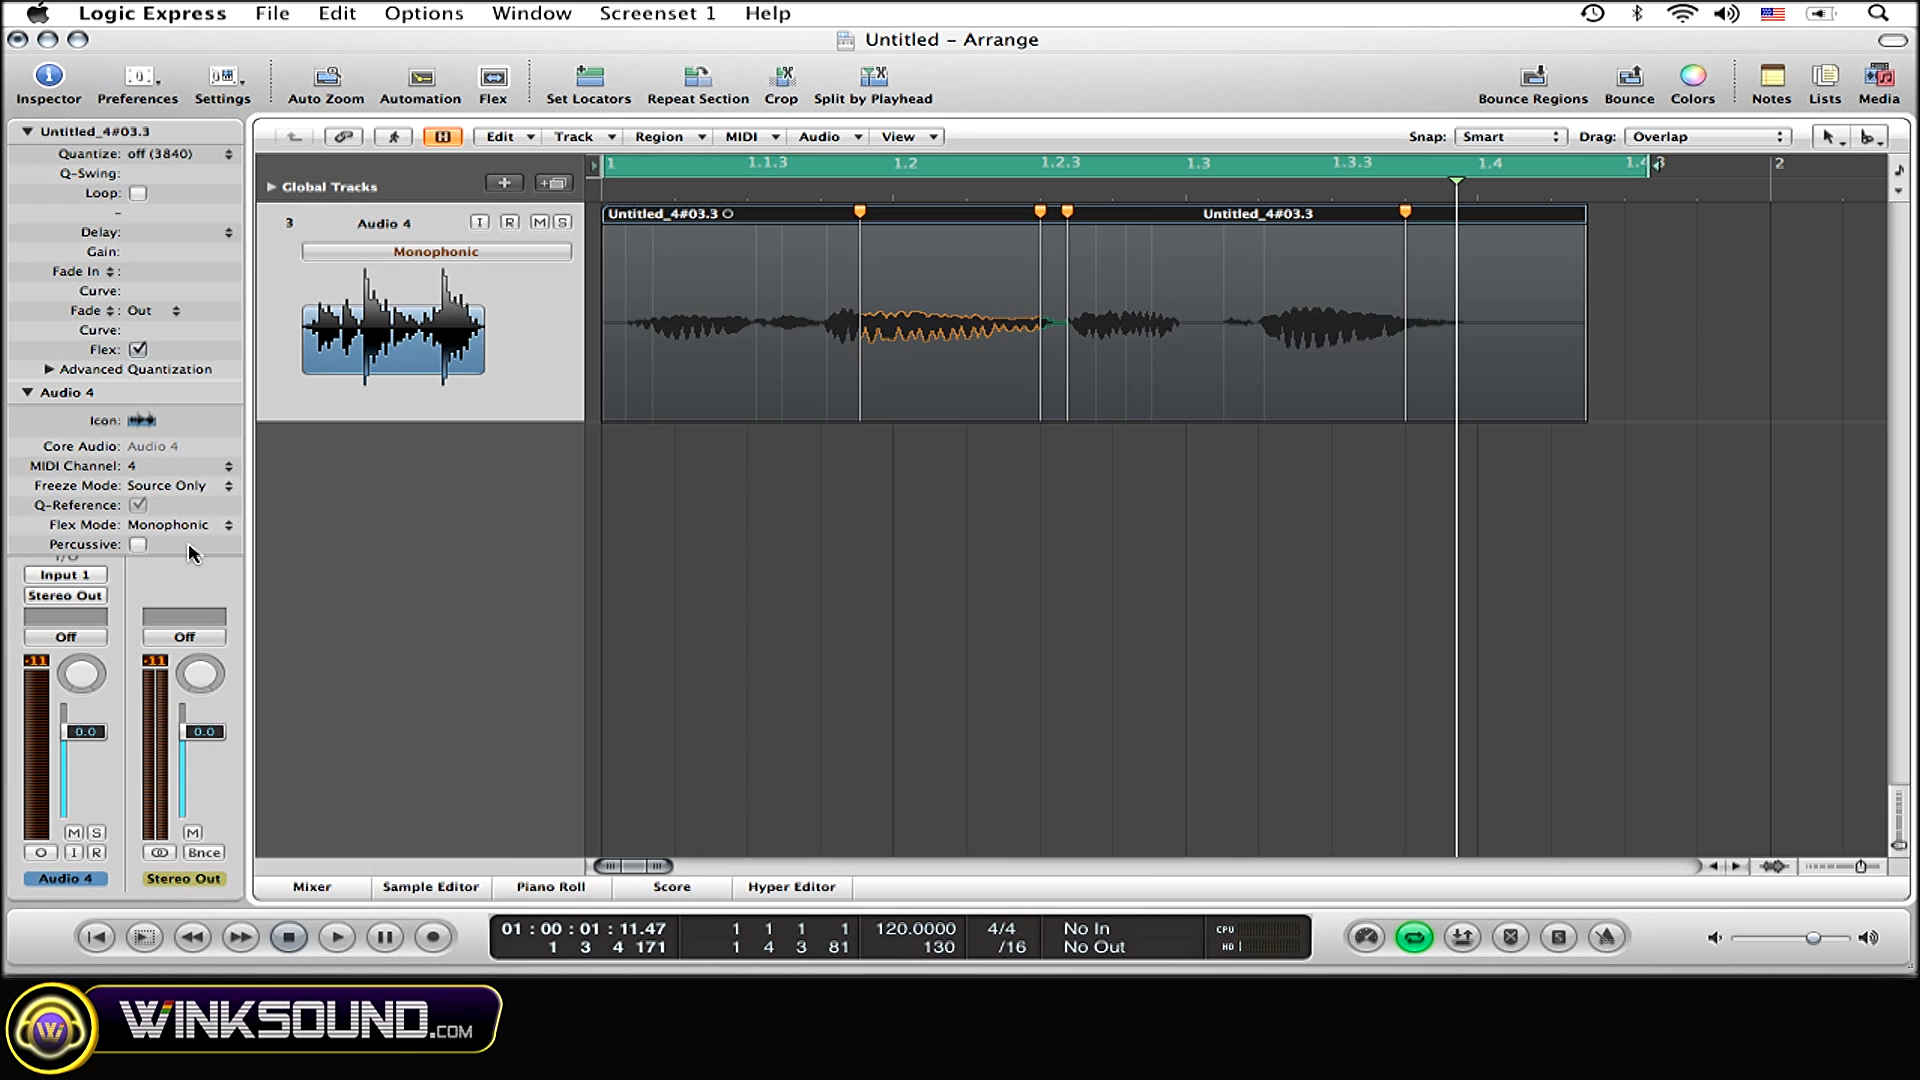 Logic Express File Edit Options Window Screenset 1 Help
Untitled – Arrange
Inspector Preferences Settings Auto Zoom Automation Flex Set Locators Repeat Section Crop Split by Playhead Bounce Regions Bounce Colors Notes Lists Media
Untitled_4#03.3
Edit Track Region MIDI Audio View Snap: Smart Drag: Overlap
Quantize: off (3840)
Q-Swing:
Loop:
-
Delay:
Gain:
Fade In :
Curve:
Fade : Out
Curve:
Flex:
Advanced Quantization
Audio 4
Icon:
Core Audio: Audio 4
MIDI Channel: 4
Freeze Mode: Source Only
Q-Reference:
Flex Mode: Monophonic
Percussive:
I/O
Input 1
Stereo Out
Off Off
-11 -11
0.0 0.0
M S M
I R Bnce
Audio 4 Stereo Out
1 1.1.3 1.2 1.2.3 1.3 1.3.3 1.4 2
Global Tracks
3 Audio 4 I R M S
Monophonic
Untitled_4#03.3 Untitled_4#03.3
Mixer Sample Editor Piano Roll Score Hyper Editor
01 : 00 : 01 : 11.47 1 1 1 1 120.0000 4/4 No In CPU
1 3 4 171 1 4 3 81 130 /16 No Out HD
S
W WINKSOUND.COM